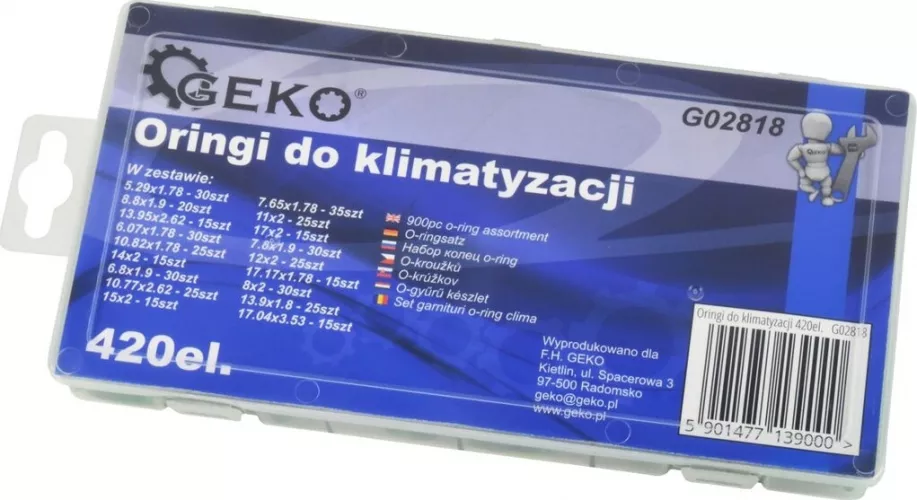 GEKO®
G02818
Oringi do klimatyzacji
W zestawie:
5.29x1.78 - 30szt
8.8x1.9 - 20szt
13.95x2.62 - 15szt
6.07x1.78 - 30szt
10.82x1.78 - 25szt
14x2 - 15szt
6.8x1.9 - 30szt
10.77x2.62 - 25szt
15x2 - 15szt
7.65x1.78 - 35szt
11x2 - 25szt
17x2 - 15szt
7.8x1.9 - 30szt
12x2 - 25szt
17.17x1.78 - 15szt
8x2 - 30szt
13.9x1.8 - 25szt
17.04x3.53 - 15szt
900pc o-ring assortment
O-ringsatz
Набор конец o-ring
O-kroužkù
O-krúžkov
O-gyűrű készlet
Set garnituri o-ring clima
420el.
Wyprodukowano dla
F.H. GEKO
Kietlin, ul. Spacerowa 3
97-500 Radomsko
geko@geko.pl
www.geko.pl
Oringi do klimatyzacji 420el. G02818
5 901477 139000 >